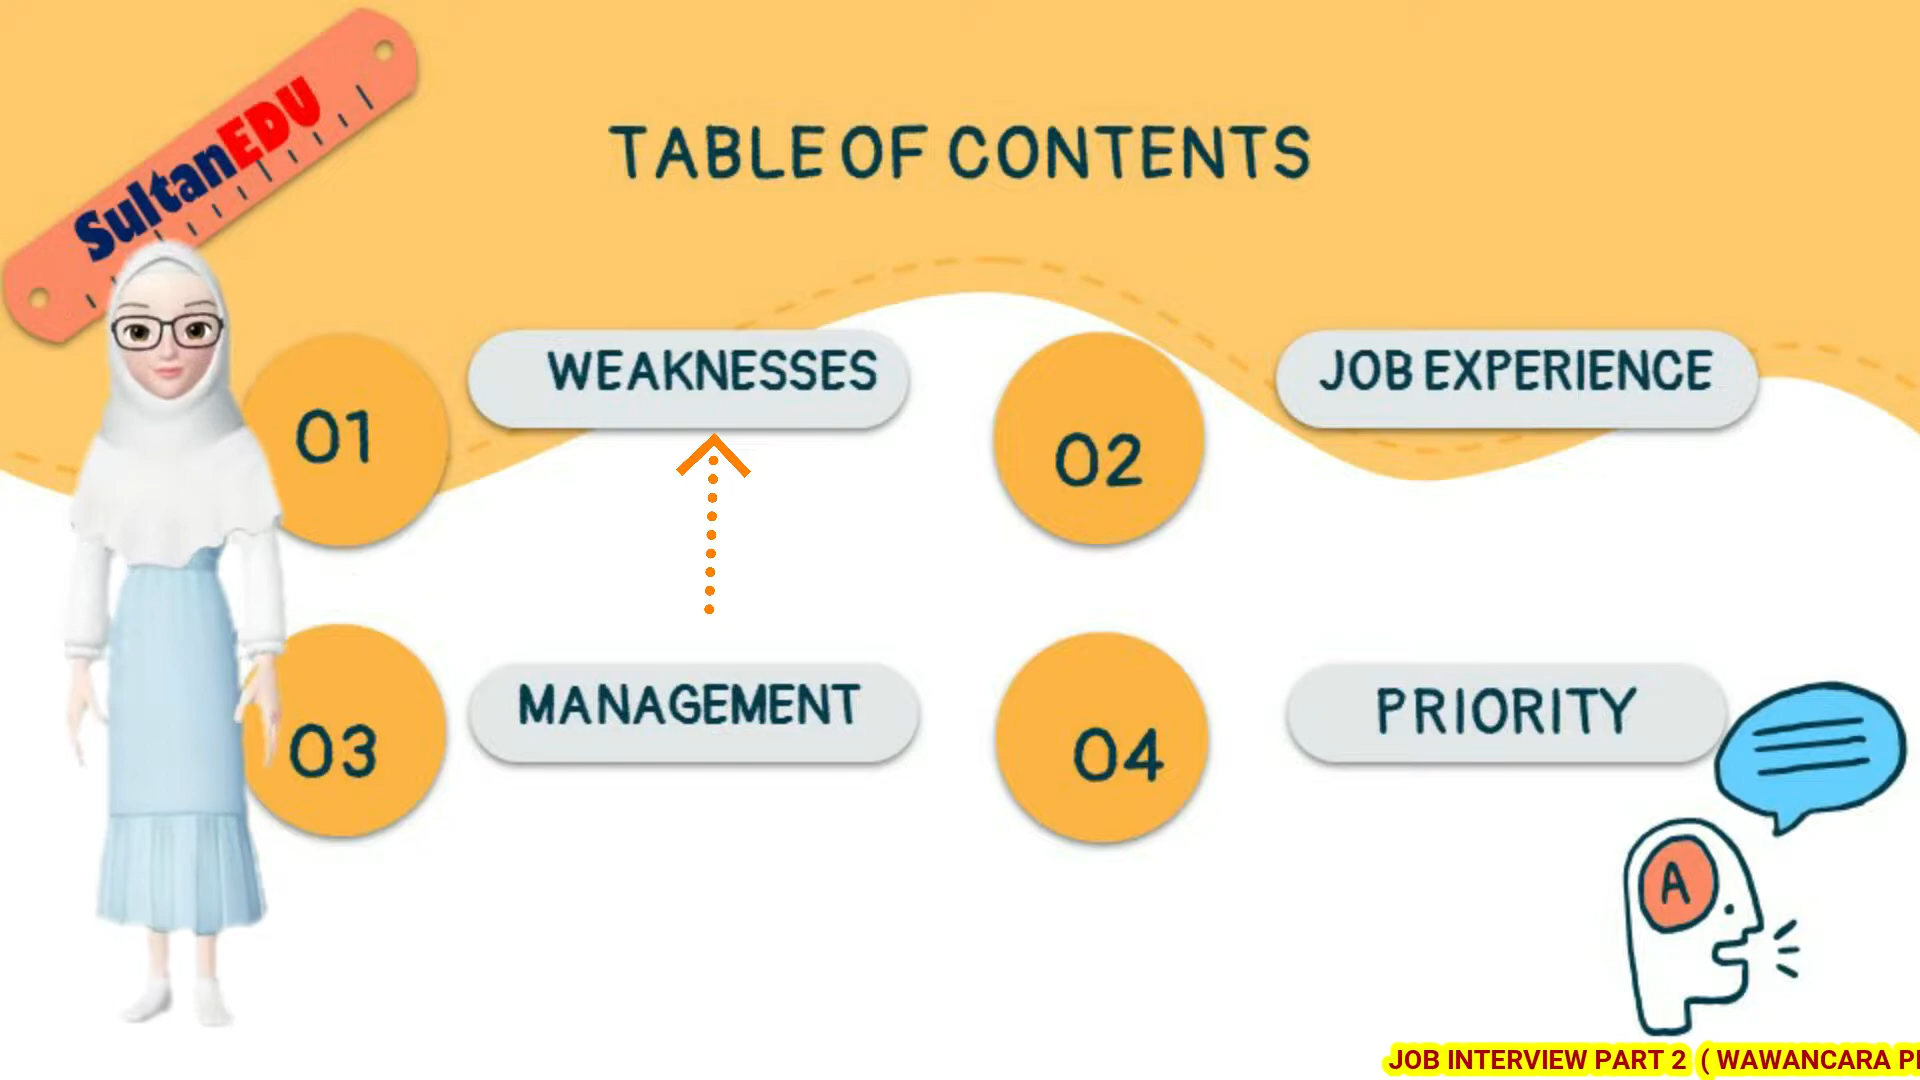 SultanEDU
TABLE OF CONTENTS
01
WEAKNESSES
02
JOB EXPERIENCE
03
MANAGEMENT
04
PRIORITY
A
JOB INTERVIEW PART 2 ( WAWANCARA